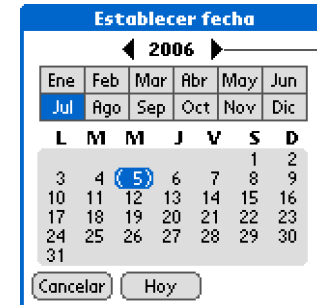 Establecer fecha
2006
Ene Feb Mar Abr May Jun
Jul Ago Sep Oct Nov Dic
L M M J V S D
1 2
3 4 5 6 7 8 9
10 11 12 13 14 15 16
17 18 19 20 21 22 23
24 25 26 27 28 29 30
31
Cancelar Hoy